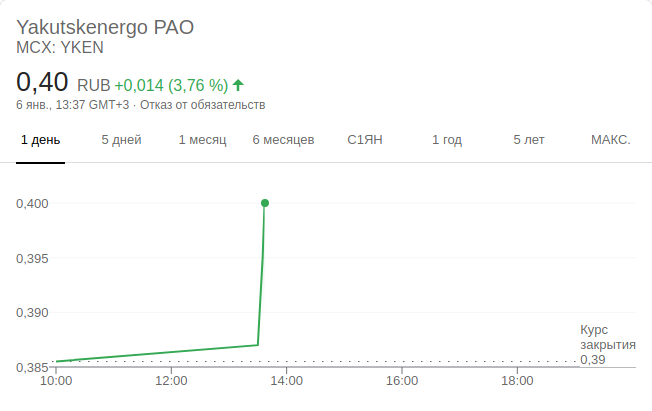 Yakutskenergo PAO
MCX: YKEN
0,40 RUB +0,014 (3,76 %)
6 янв., 13:37 GMT+3 · Отказ от обязательств
1 день 5 дней 1 месяц 6 месяцев С1ЯН 1 год 5 лет МАКС.
0,400
0,395
0,390
0,385
Курс
закрытия
0,39
10:00 12:00 14:00 16:00 18:00